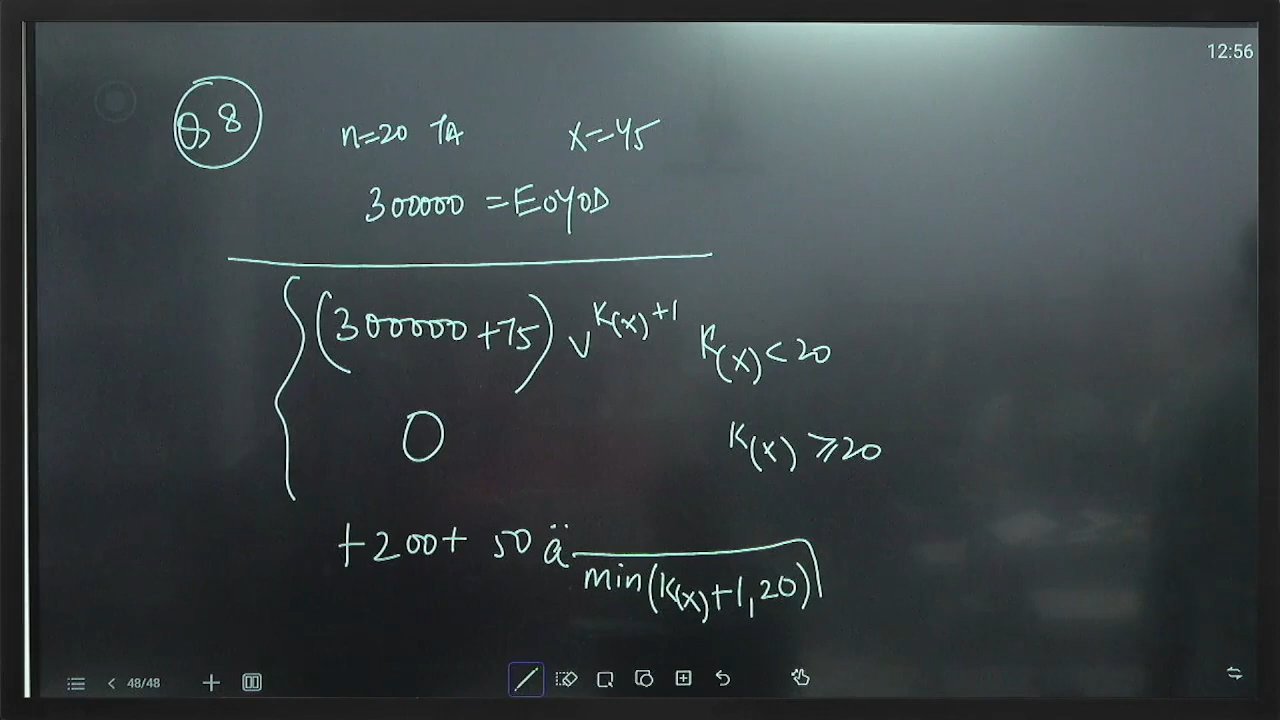 12:56
Q 8
n=20 TA x=45
300000 = EOYOD
(300000+75) v^{K(x)+1} K(x)<20
0 K(x) ⩾20
+200+ 50 ä min(K(x)+1,20)
48/48